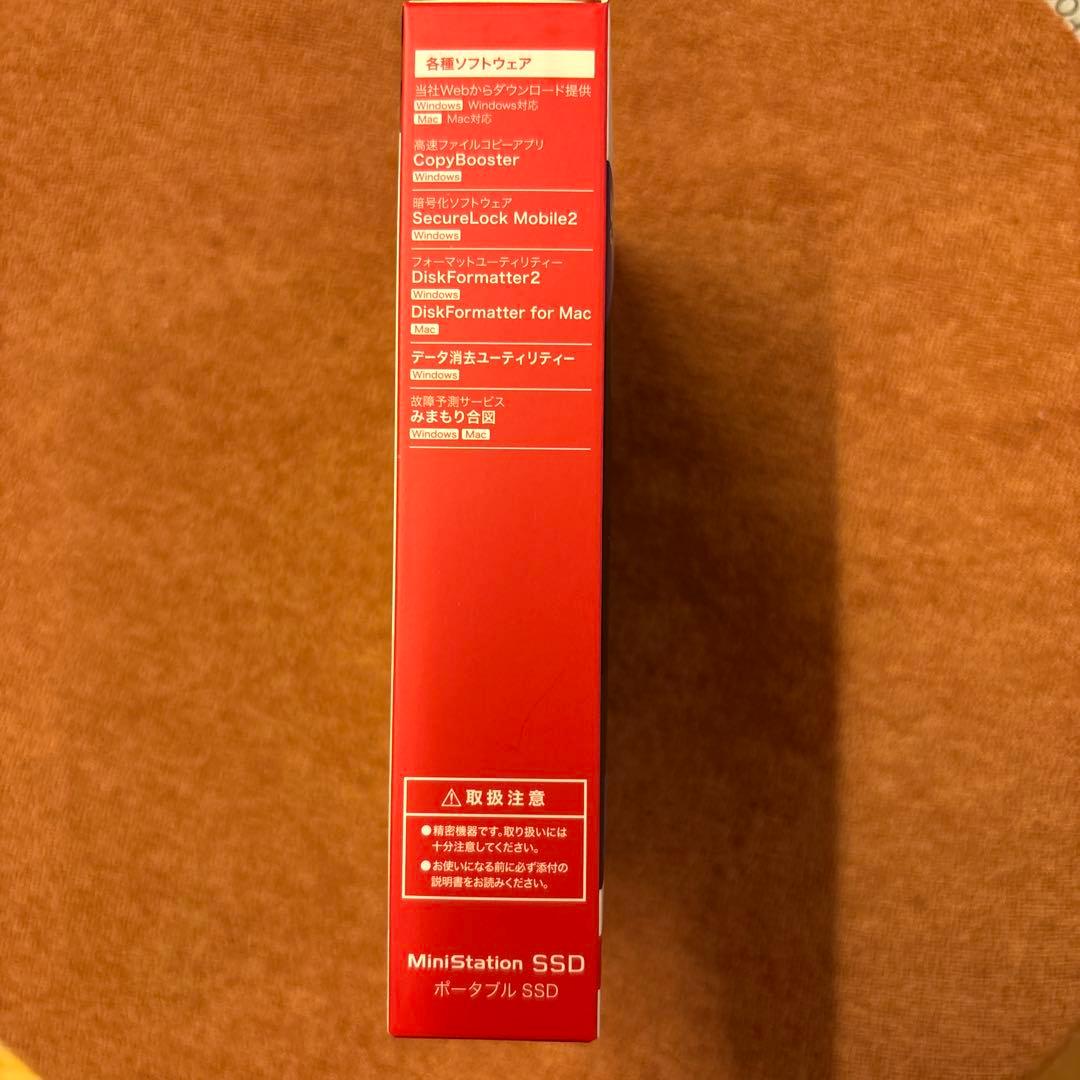 各種ソフトウェア
当社Webからダウンロード提供
Windows Windows対応
Mac Mac対応
高速ファイルコピーアプリ
CopyBooster
Windows
暗号化ソフトウェア
SecureLock Mobile2
Windows
フォーマットユーティリティー
DiskFormatter2
Windows
DiskFormatter for Mac
Mac
データ消去ユーティリティー
Windows
故障予測サービス
みまもり合図
Windows Mac
取扱注意
●精密機器です。取り扱いには
十分注意してください。
●お使いになる前に必ず添付の
説明書をお読みください。
MiniStation SSD
ポータブル SSD